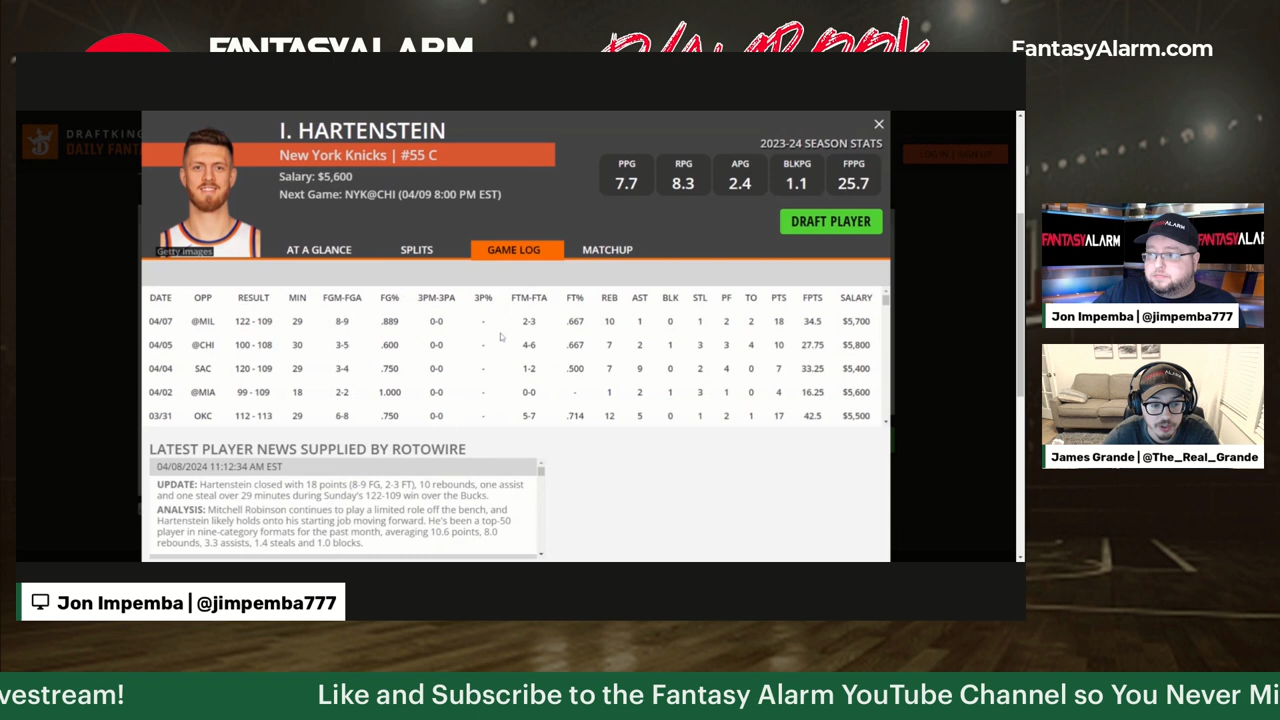 FANTASYALARM
PLAYBOOK
FantasyAlarm.com
DRAFTKIN
DAILY FANT
LOG IN | SIGN UP
I. HARTENSTEIN
New York Knicks | #55 C
Salary: $5,600
Next Game: NYK@CHI (04/09 8:00 PM EST)
Getty Images
2023-24 SEASON STATS
PPG RPG APG BLKPG FPPG
7.7 8.3 2.4 1.1 25.7
DRAFT PLAYER
AT A GLANCE SPLITS GAME LOG MATCHUP
DATE OPP RESULT MIN FGM-FGA FG% 3PM-3PA 3P% FTM-FTA FT% REB AST BLK STL PF TO PTS FPTS SALARY
04/07 @MIL 122 - 109 29 8-9 .889 0-0 - 2-3 .667 10 1 0 1 2 2 18 34.5 $5,700
04/05 @CHI 100 - 108 30 3-5 .600 0-0 - 4-6 .667 7 2 1 3 3 4 10 27.75 $5,800
04/04 SAC 120 - 109 29 3-4 .750 0-0 - 1-2 .500 7 9 0 2 4 0 7 33.25 $5,400
04/02 @MIA 99 - 109 18 2-2 1.000 0-0 - 0-0 - 1 2 1 3 1 0 4 16.25 $5,600
03/31 OKC 112 - 113 29 6-8 .750 0-0 - 5-7 .714 12 5 0 1 2 1 17 42.5 $5,500
LATEST PLAYER NEWS SUPPLIED BY ROTOWIRE
04/08/2024 11:12:34 AM EST
UPDATE: Hartenstein closed with 18 points (8-9 FG, 2-3 FT), 10 rebounds, one assist
and one steal over 29 minutes during Sunday's 122-109 win over the Bucks.
ANALYSIS: Mitchell Robinson continues to play a limited role off the bench, and
Hartenstein likely holds onto his starting job moving forward. He's been a top-50
player in nine-category formats for the past month, averaging 10.6 points, 8.0
rebounds, 3.3 assists, 1.4 steals and 1.0 blocks.
FANTASYALARM
FANTASYALAR
Jon Impemba | @jimpemba777
James Grande | @The_Real_Grande
Jon Impemba | @jimpemba777
vestream! Like and Subscribe to the Fantasy Alarm YouTube Channel so You Never Mi